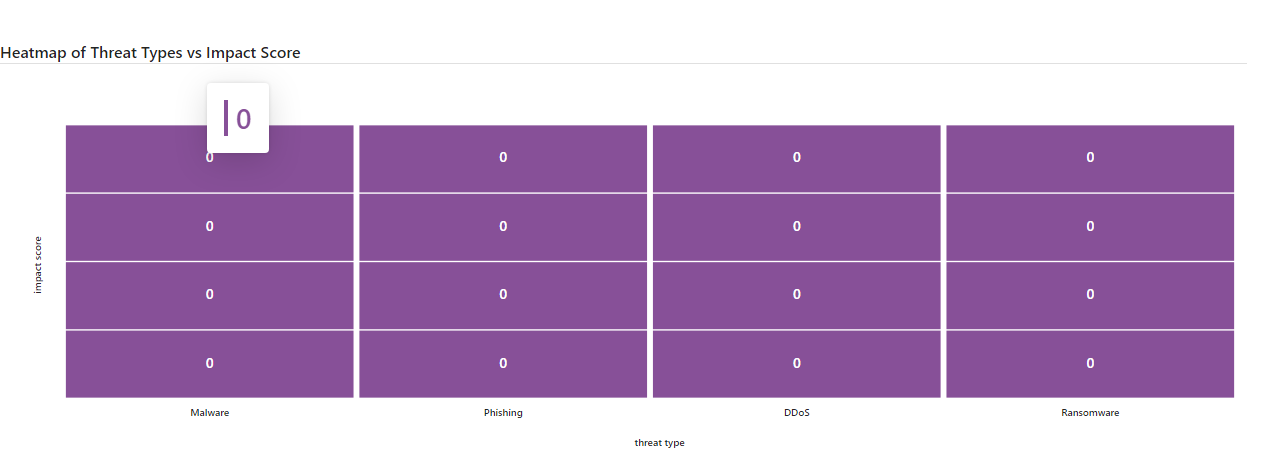 Heatmap of Threat Types vs Impact Score
0
0 0 0 0
0 0 0 0
impact score
0 0 0 0
0 0 0 0
Malware Phishing DDoS Ransomware
threat type